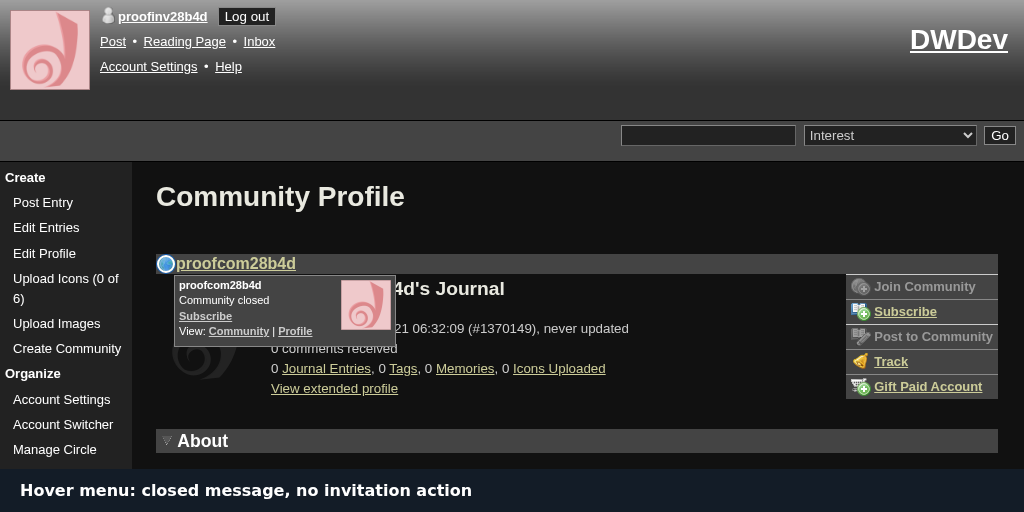 proofinv28b4d Log out
Post • Reading Page • Inbox
Account Settings • Help
DWDev
Interest Go
Create
Post Entry
Edit Entries
Edit Profile
Upload Icons (0 of
6)
Upload Images
Create Community
Organize
Account Settings
Account Switcher
Manage Circle
Community Profile
proofcom28b4d
proofcom28b4d
Community closed
Subscribe
View: Community | Profile
4d's Journal
21 06:32:09 (#1370149), never updated
0 comments received
0 Journal Entries, 0 Tags, 0 Memories, 0 Icons Uploaded
View extended profile
Join Community
Subscribe
Post to Community
Track
Gift Paid Account
About
Hover menu: closed message, no invitation action